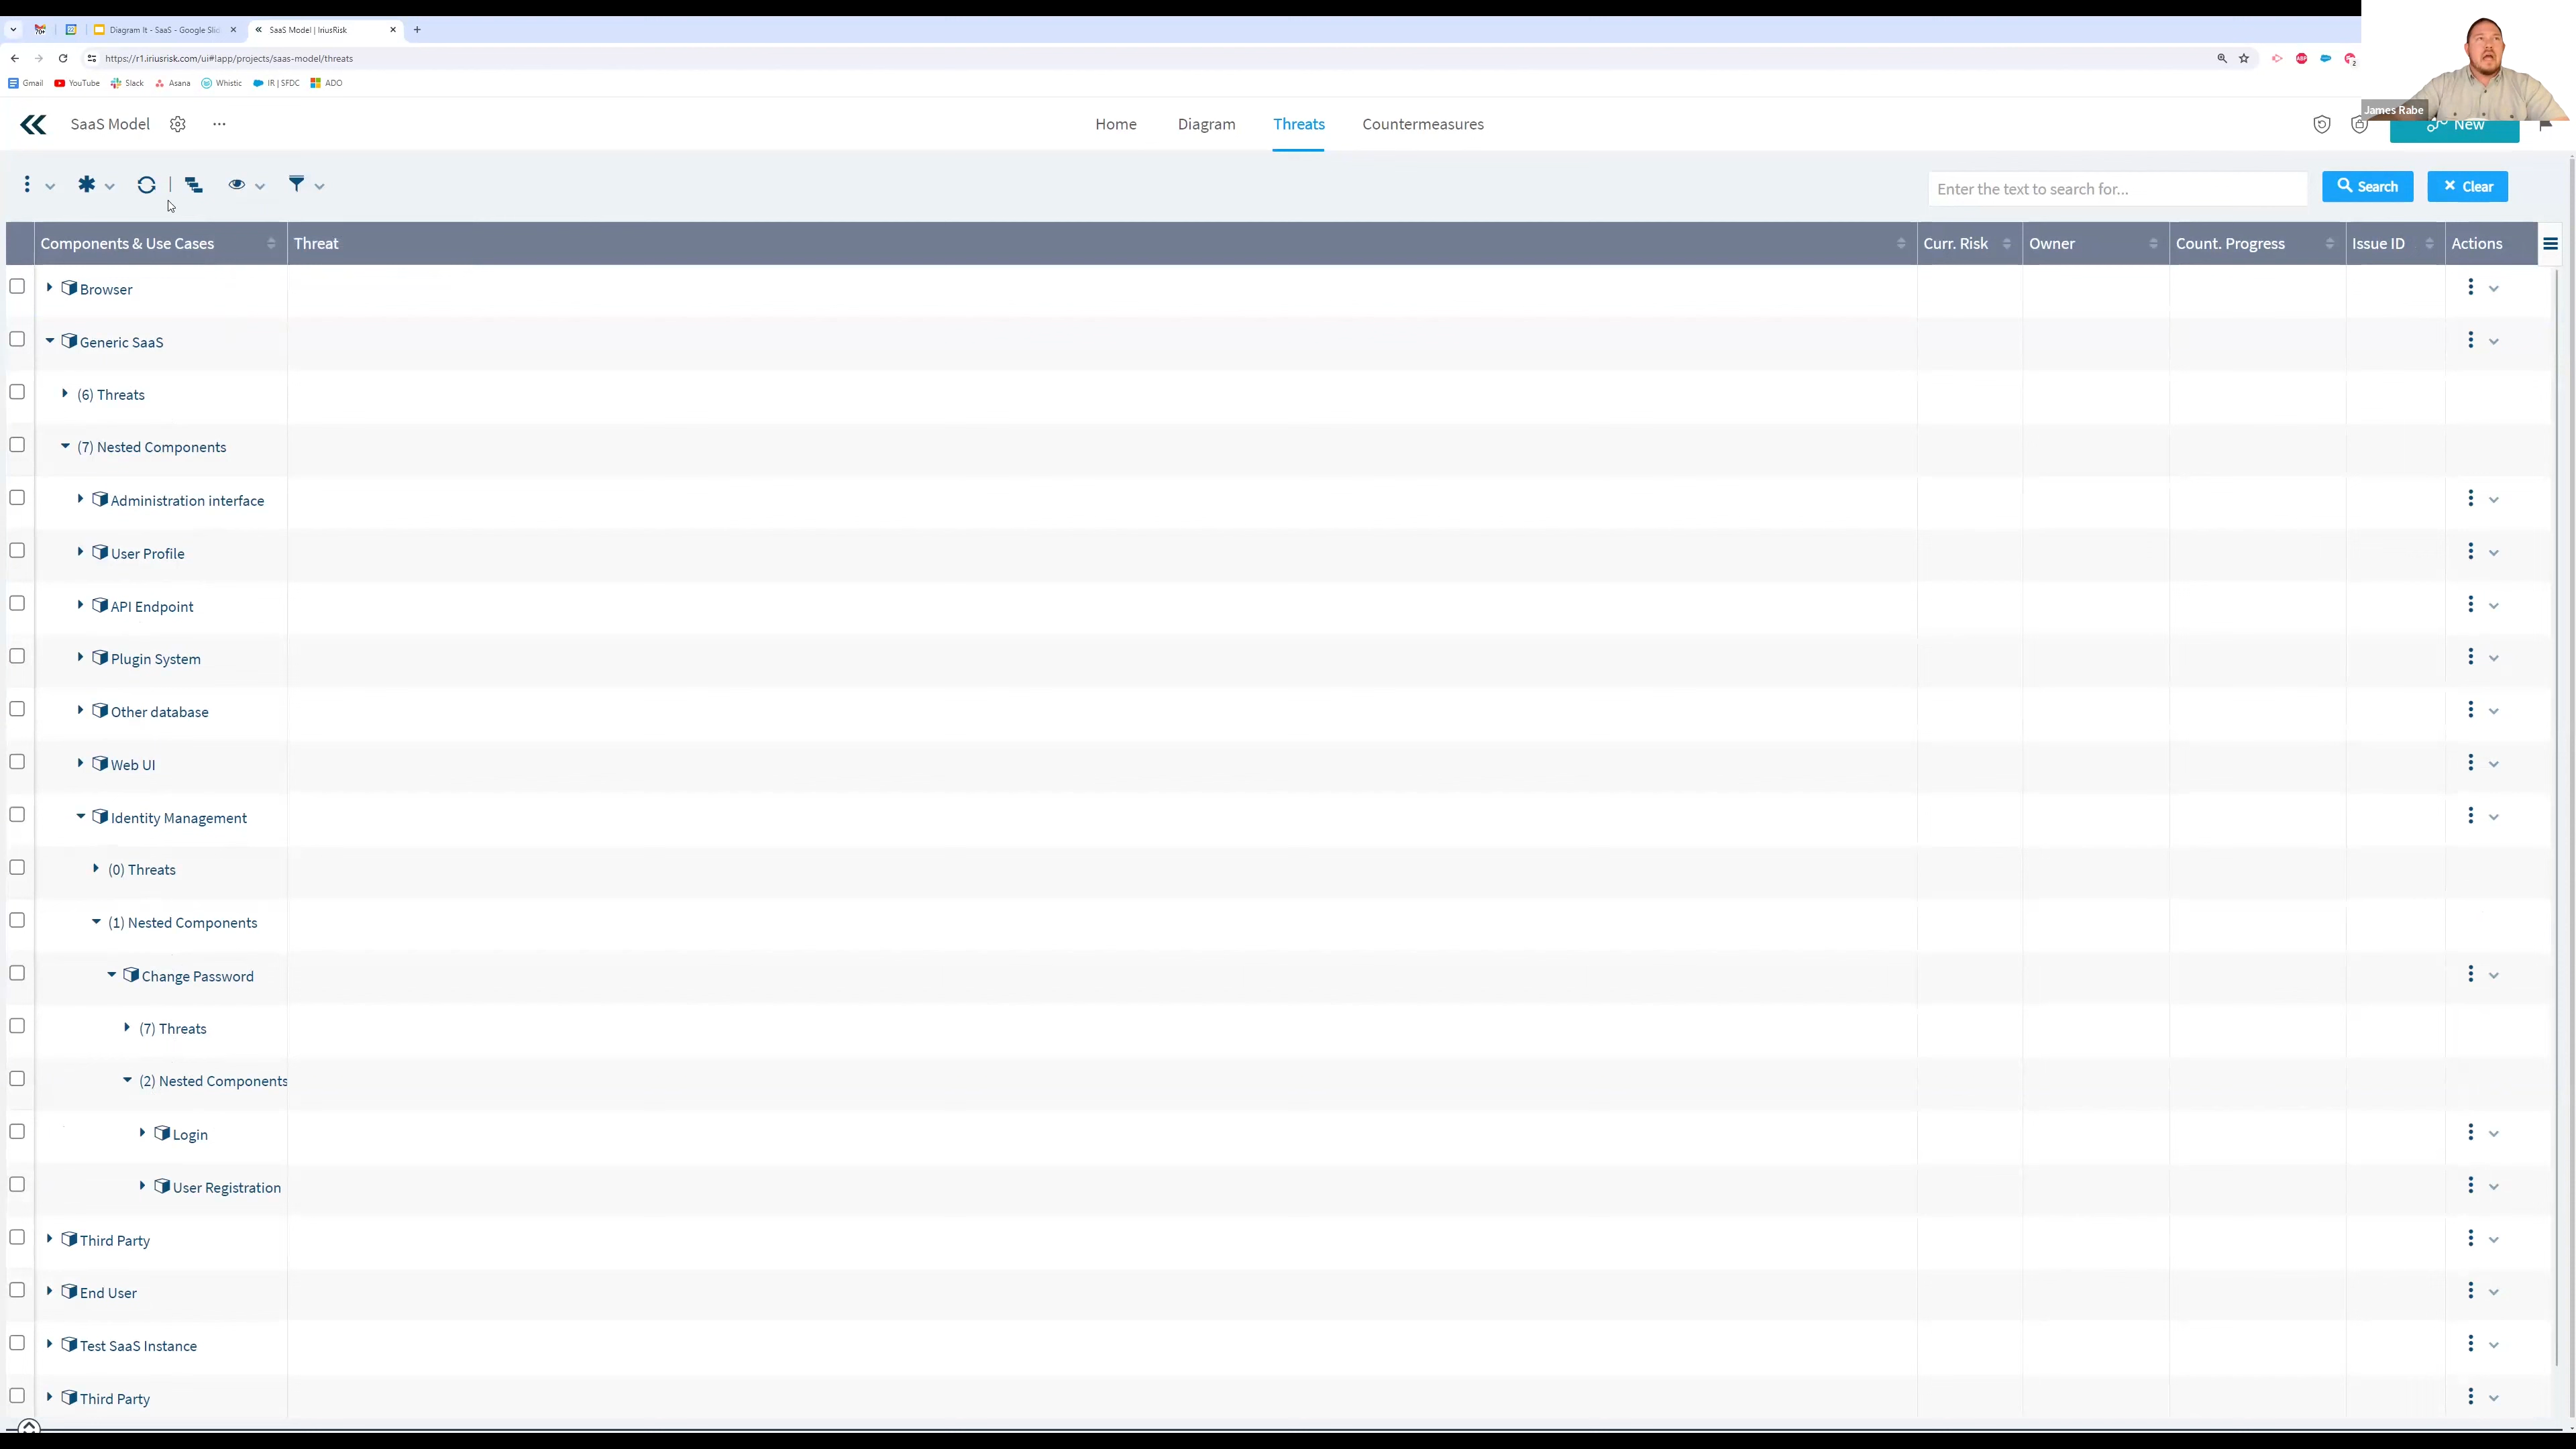 Diagram It - SaaS - Google Slid
SaaS Model | IriusRisk
https://r1.iriusrisk.com/ui#!app/projects/saas-model/threats
Gmail YouTube Slack Asana Whistic IR | SFDC ADO
James Rabe
SaaS Model
Home Diagram Threats Countermeasures
New
Enter the text to search for...
Search Clear
Components & Use Cases Threat Curr. Risk Owner Count. Progress Issue ID Actions
Browser
Generic SaaS
(6) Threats
(7) Nested Components
Administration interface
User Profile
API Endpoint
Plugin System
Other database
Web UI
Identity Management
(0) Threats
(1) Nested Components
Change Password
(7) Threats
(2) Nested Components
Login
User Registration
Third Party
End User
Test SaaS Instance
Third Party